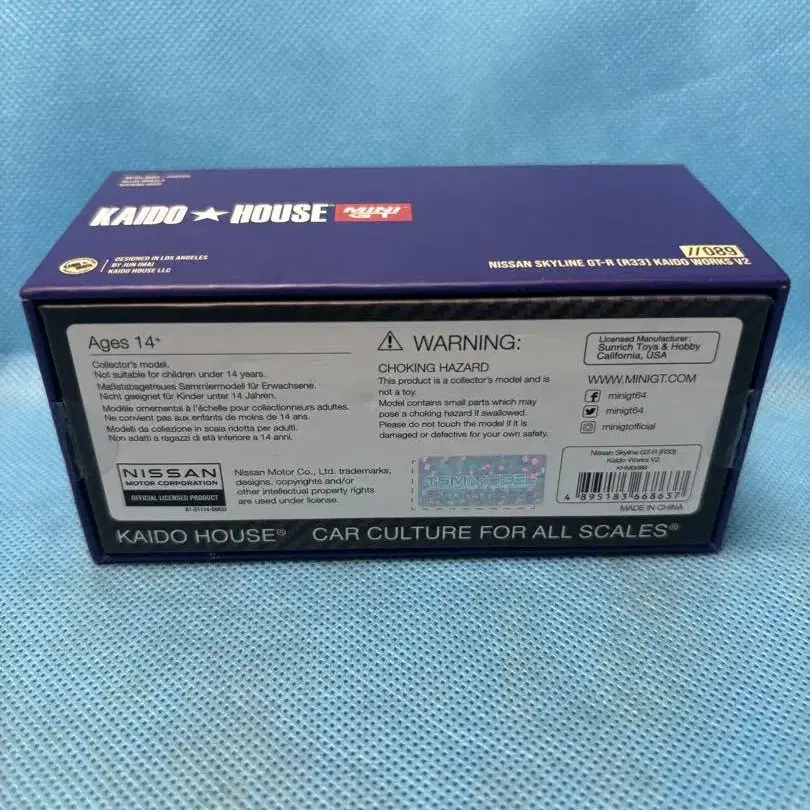 KAIDO★HOUSE MINI GT
DESIGNED IN LOS ANGELES
BY JUN IMAI
KAIDO HOUSE LLC
//089
NISSAN SKYLINE GT-R (R33) KAIDO WORKS V2
Ages 14+
Collector's model.
Not suitable for children under 14 years.
Maßstabsgetreues Sammlermodell für Erwachsene.
Nicht geeignet für Kinder unter 14 Jahren.
Modèle ornemental à l'échelle pour collectionneurs adultes.
Ne convient pas aux enfants de moins de 14 ans.
Modelli da collezione in scala ridotta per adulti.
Non adatti a ragazzi di età inferiore a 14 anni.
NISSAN
MOTOR CORPORATION
OFFICIAL LICENSED PRODUCT
Nissan Motor Co., Ltd. trademarks,
designs, copyrights and/or
other intellectual property rights
are used under license.
WARNING:
CHOKING HAZARD
This product is a collector's model and is
not a toy.
Model contains small parts which may
pose a choking hazard if swallowed.
Please do not touch the model if it is
damaged or defective for your own safety.
TSM MODEL
Licensed Manufacturer:
Sunrich Toys & Hobby
California, USA
WWW.MINIGT.COM
minigt64
minigt64
minigtofficial
Nissan Skyline GT-R (R33)
Kaido Works V2
KHMG089
4 895183 668637
MADE IN CHINA
KAIDO HOUSE® CAR CULTURE FOR ALL SCALES®